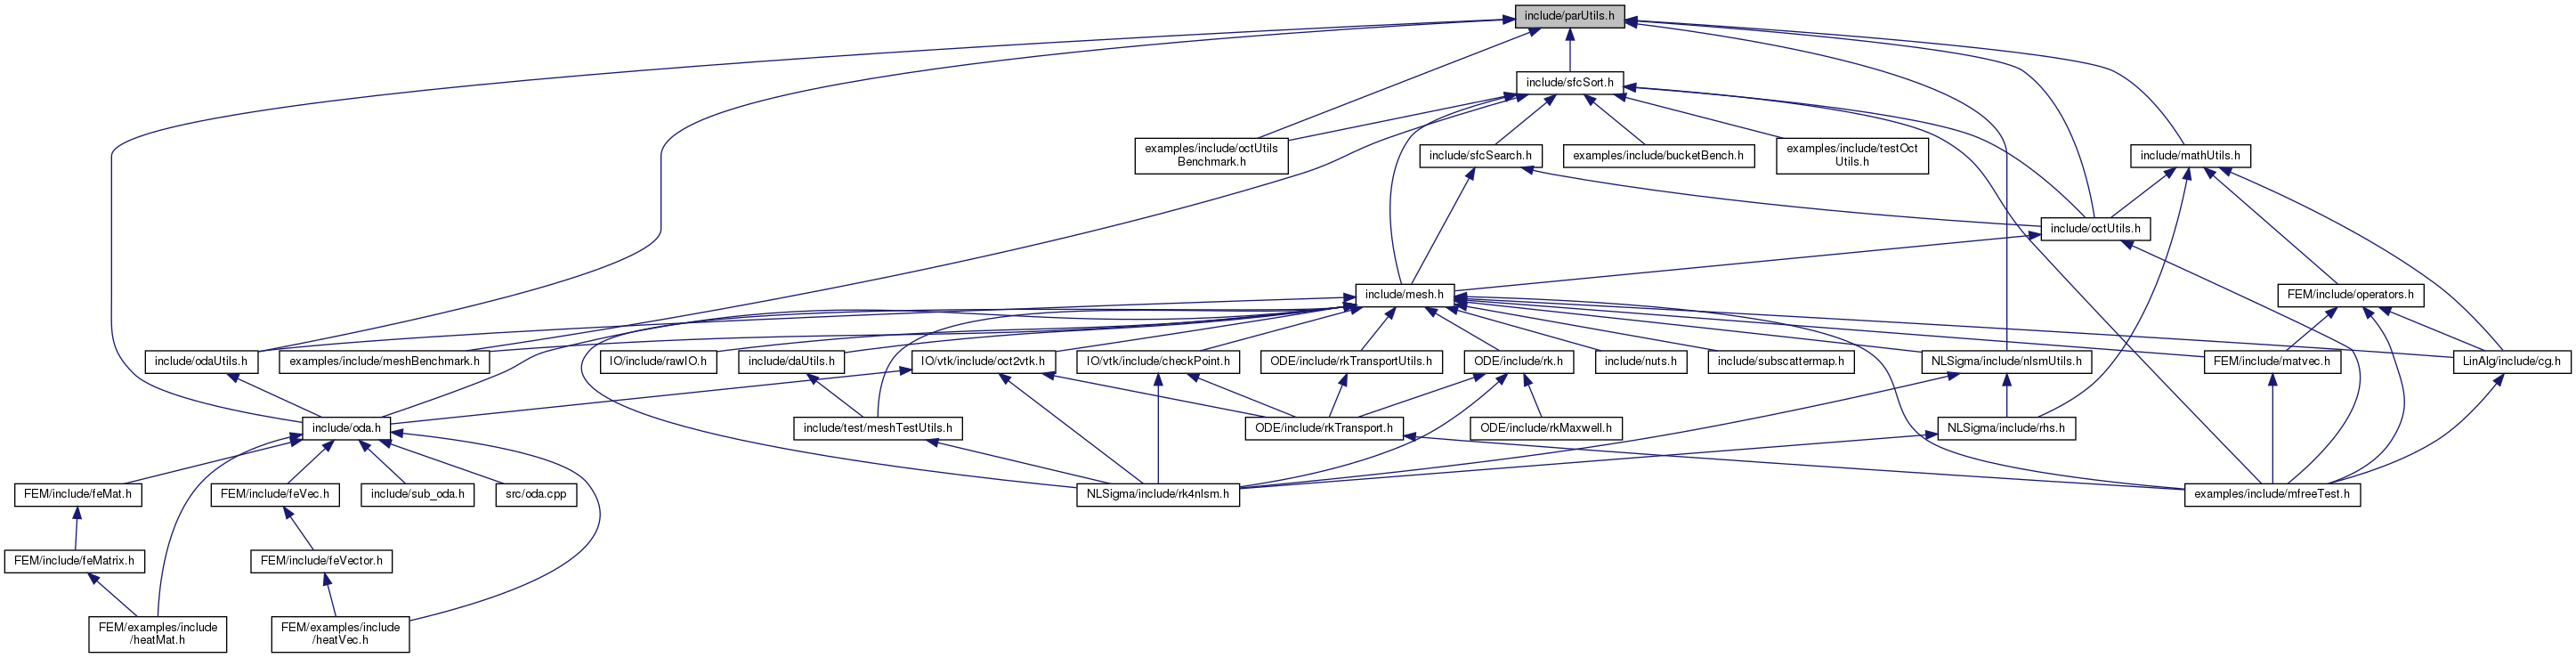 include/parUtils.h
include/sfcSort.h
examples/include/octUtils
Benchmark.h
include/sfcSearch.h
examples/include/bucketBench.h
examples/include/testOct
Utils.h
include/mathUtils.h
include/octUtils.h
include/mesh.h
FEM/include/operators.h
include/odaUtils.h
examples/include/meshBenchmark.h
IO/include/rawIO.h
include/daUtils.h
IO/vtk/include/oct2vtk.h
IO/vtk/include/checkPoint.h
ODE/include/rkTransportUtils.h
ODE/include/rk.h
include/nuts.h
include/subscattermap.h
NLSigma/include/nlsmUtils.h
FEM/include/matvec.h
LinAlg/include/cg.h
include/oda.h
include/test/meshTestUtils.h
ODE/include/rkTransport.h
ODE/include/rkMaxwell.h
NLSigma/include/rhs.h
FEM/include/feMat.h
FEM/include/feVec.h
include/sub_oda.h
src/oda.cpp
NLSigma/include/rk4nlsm.h
examples/include/mfreeTest.h
FEM/include/feMatrix.h
FEM/include/feVector.h
FEM/examples/include
/heatMat.h
FEM/examples/include
/heatVec.h